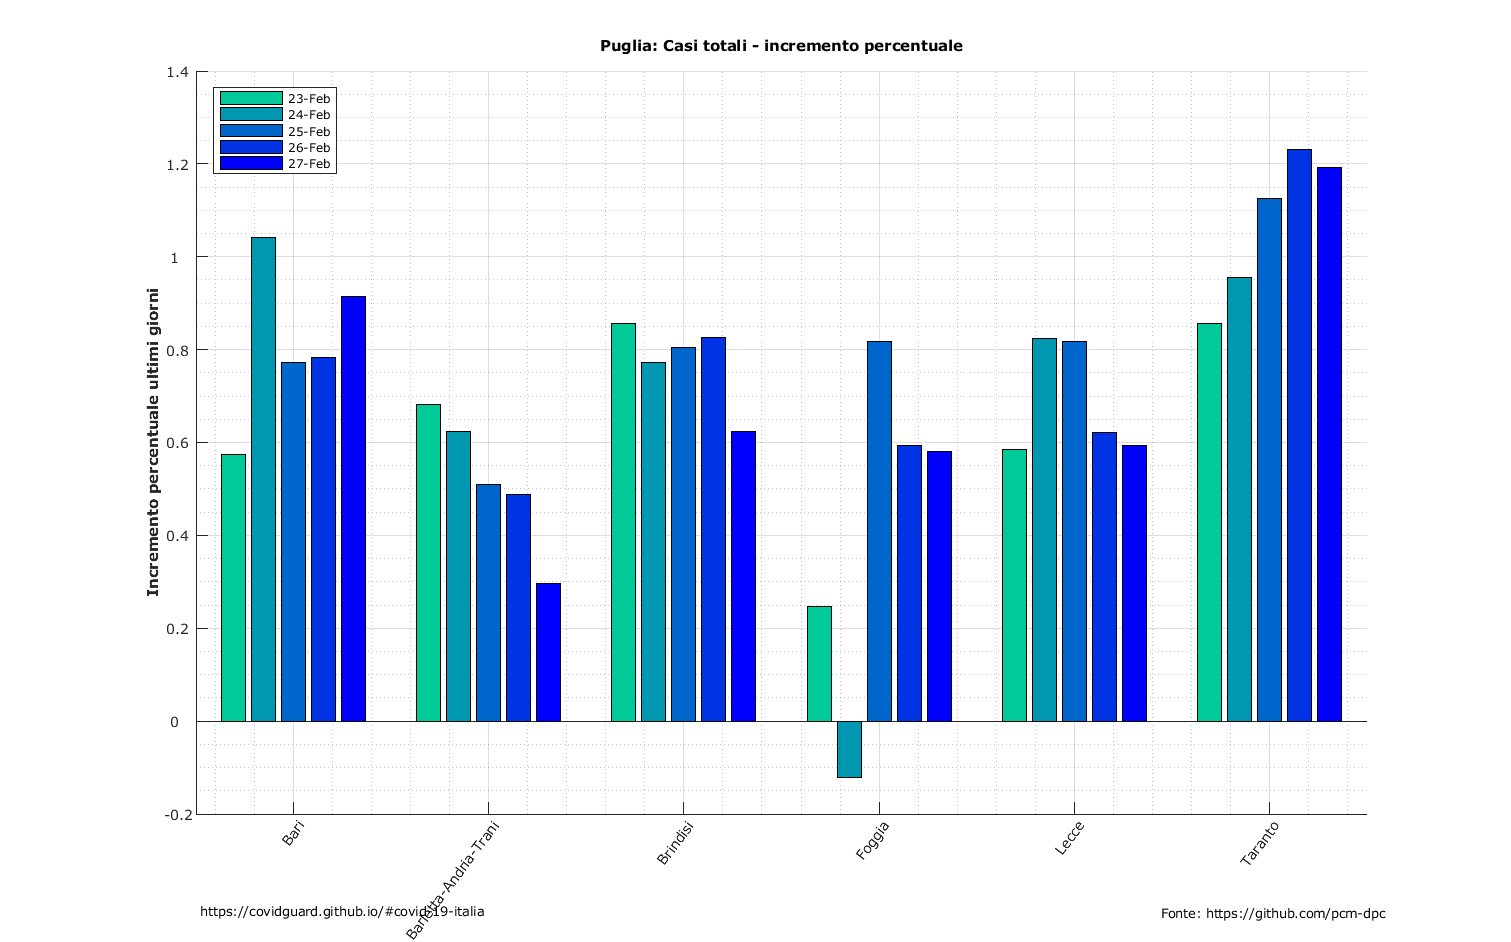 Puglia: Casi totali - incremento percentuale
23-Feb
24-Feb
25-Feb
26-Feb
27-Feb
Incremento percentuale ultimi giorni
1.4
1.2
1
0.8
0.6
0.4
0.2
0
-0.2
Bari
Barletta-Andria-Trani
Brindisi
Foggia
Lecce
Taranto
https://covidguard.github.io/#covid-19-italia
Fonte: https://github.com/pcm-dpc